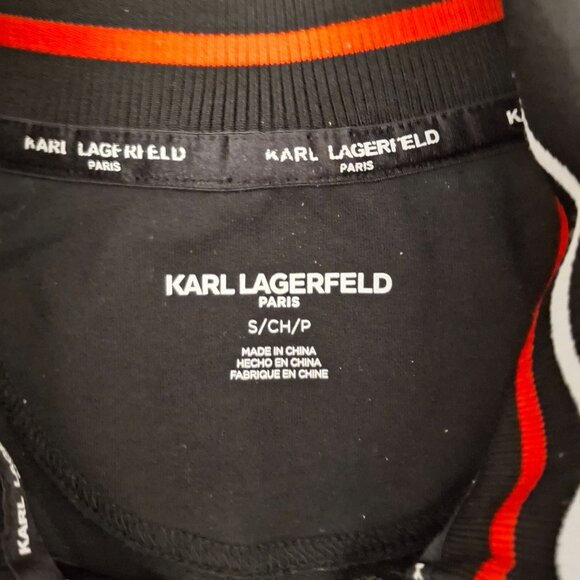 KARL LAGERFELD
PARIS
KARL LAGERFELD
PARIS
K
KARL LAGERFELD
PARIS
S/CH/P
MADE IN CHINA
HECHO EN CHINA
FABRIQUE EN CHINE
KARL